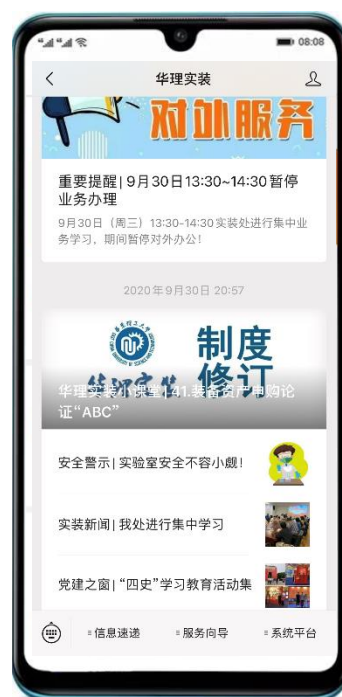 08:08
华理实装
对外服务
重要提醒| 9月30日13:30~14:30暂停
业务办理
9月30日（周三）13:30-14:30实装处进行集中业
务学习，期间暂停对外办公！
2020年9月30日 20:57
制度
修订
华理实装小课堂| 41.装备资产申购论
证“ABC”
安全警示| 实验室安全不容小觑！
实装新闻| 我处进行集中学习
党建之窗| “四史”学习教育活动集
≡信息速递
≡服务向导
≡系统平台